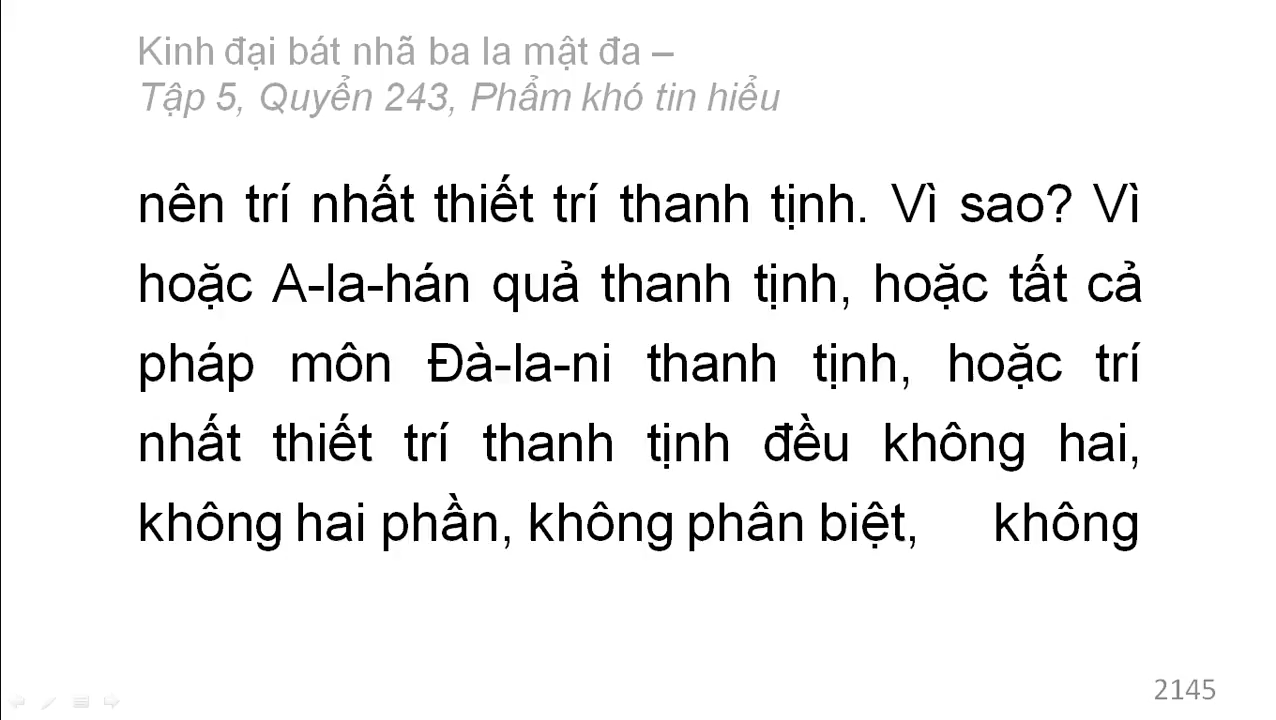 Kinh đại bát nhã ba la mật đa –
Tập 5, Quyển 243, Phẩm khó tin hiểu
nên trí nhất thiết trí thanh tịnh. Vì sao? Vì
hoặc A-la-hán quả thanh tịnh, hoặc tất cả
pháp môn Đà-la-ni thanh tịnh, hoặc trí
nhất thiết trí thanh tịnh đều không hai,
không hai phần, không phân biệt, không
2145